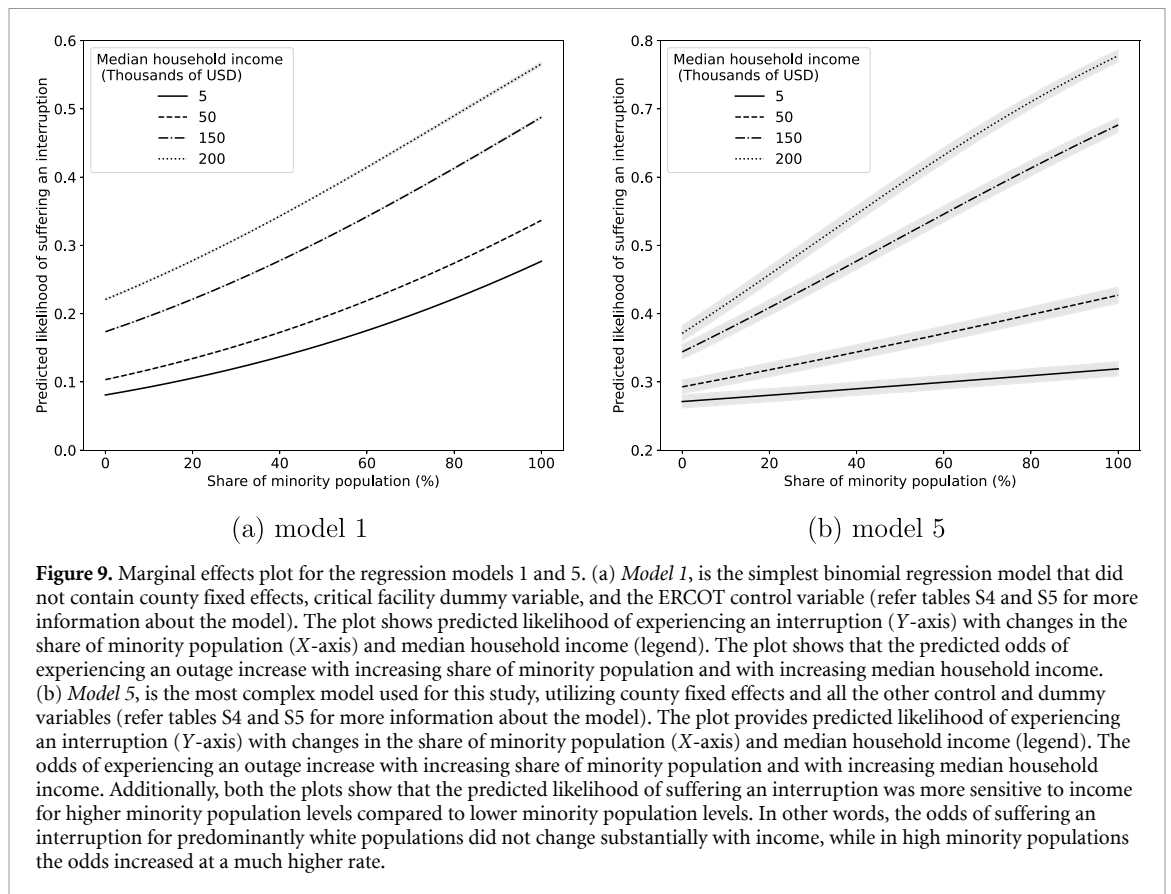 0.6
0.5
0.4
0.3
0.2
0.1
0.0
Predicted likelihood of suffering an interruption
Median household income
(Thousands of USD)
5
50
150
200
0 20 40 60 80 100
Share of minority population (%)
(a) model 1
0.8
0.7
0.6
0.5
0.4
0.3
0.2
Predicted likelihood of suffering an interruption
Median household income
(Thousands of USD)
5
50
150
200
0 20 40 60 80 100
Share of minority population (%)
(b) model 5
Figure 9. Marginal effects plot for the regression models 1 and 5. (a) Model 1, is the simplest binomial regression model that did
not contain county fixed effects, critical facility dummy variable, and the ERCOT control variable (refer tables S4 and S5 for more
information about the model). The plot shows predicted likelihood of experiencing an interruption (Y-axis) with changes in the
share of minority population (X-axis) and median household income (legend). The plot shows that the predicted odds of
experiencing an outage increase with increasing share of minority population and with increasing median household income.
(b) Model 5, is the most complex model used for this study, utilizing county fixed effects and all the other control and dummy
variables (refer tables S4 and S5 for more information about the model). The plot provides predicted likelihood of experiencing
an interruption (Y-axis) with changes in the share of minority population (X-axis) and median household income (legend). The
odds of experiencing an outage increase with increasing share of minority population and with increasing median household
income. Additionally, both the plots show that the predicted likelihood of suffering an interruption was more sensitive to income
for higher minority population levels compared to lower minority population levels. In other words, the odds of suffering an
interruption for predominantly white populations did not change substantially with income, while in high minority populations
the odds increased at a much higher rate.